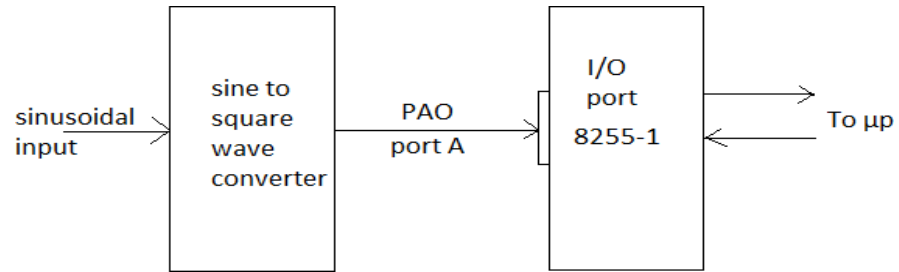 sinusoidal
input
sine to
square
wave
converter
PAO
port A
I/O
port
8255-1
To µp